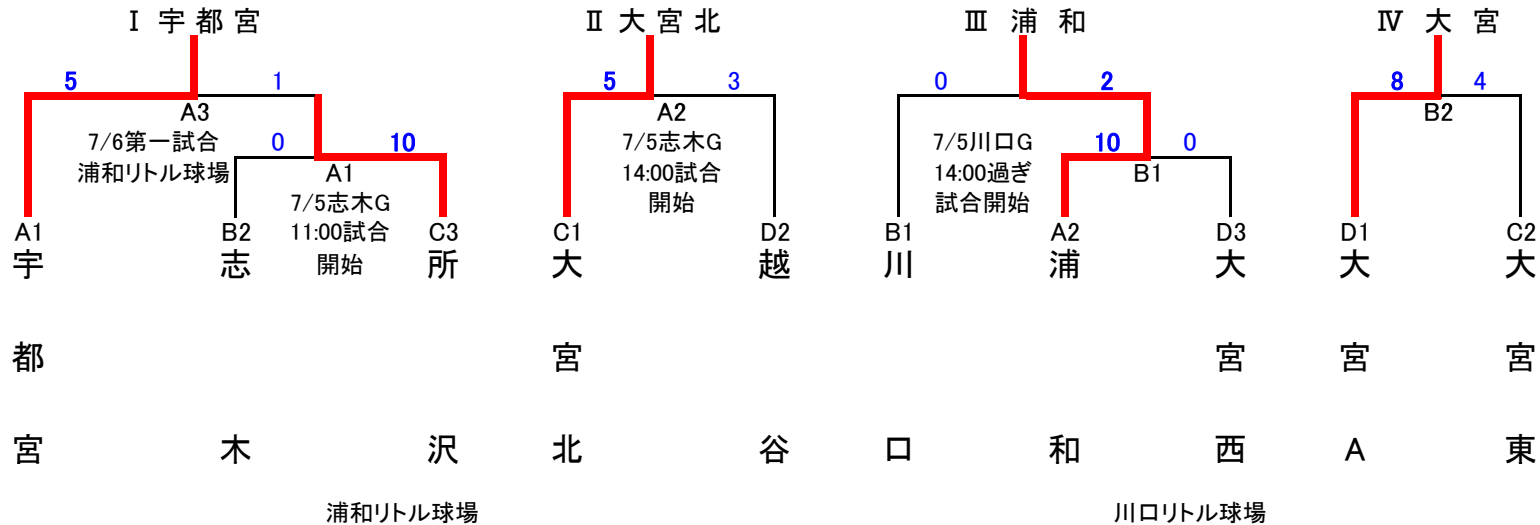 Ⅰ 宇 都 宮
Ⅱ 大 宮 北
Ⅲ 浦 和
Ⅳ 大 宮
5 1
5 3
0 2
8 4
A3
A2
B2
7/6第一試合
浦和リトル球場
0 10
A1
7/5志木G
11:00試合
開始
7/5志木G
14:00試合
開始
7/5川口G
14:00過ぎ
試合開始
10 0
B1
A1 B2 C3 C1 D2 B1 A2 D3 D1 C2
宇都宮
志木
所沢
大宮北
越谷
川口
浦和
大宮西
大宮A
大宮東
浦和リトル球場
川口リトル球場